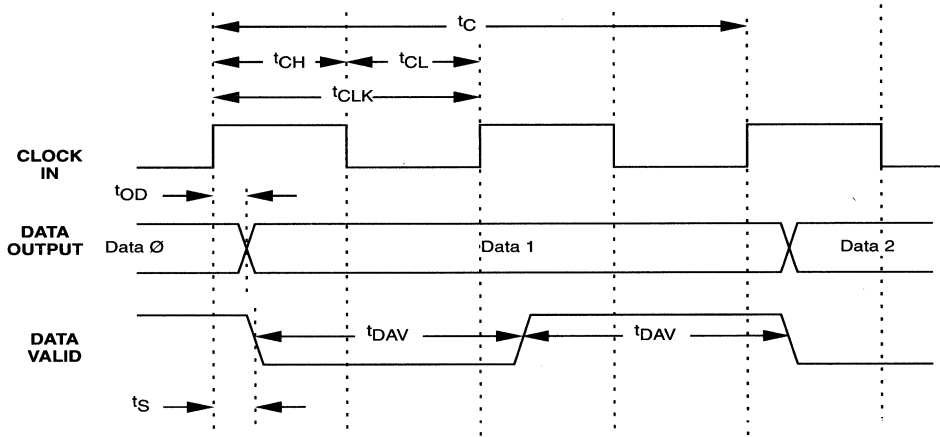 tC
tCH
tCL
tCLK
CLOCK
IN
tOD
DATA
OUTPUT
Data Ø
Data 1
Data 2
DATA
VALID
tDAV
tDAV
tS